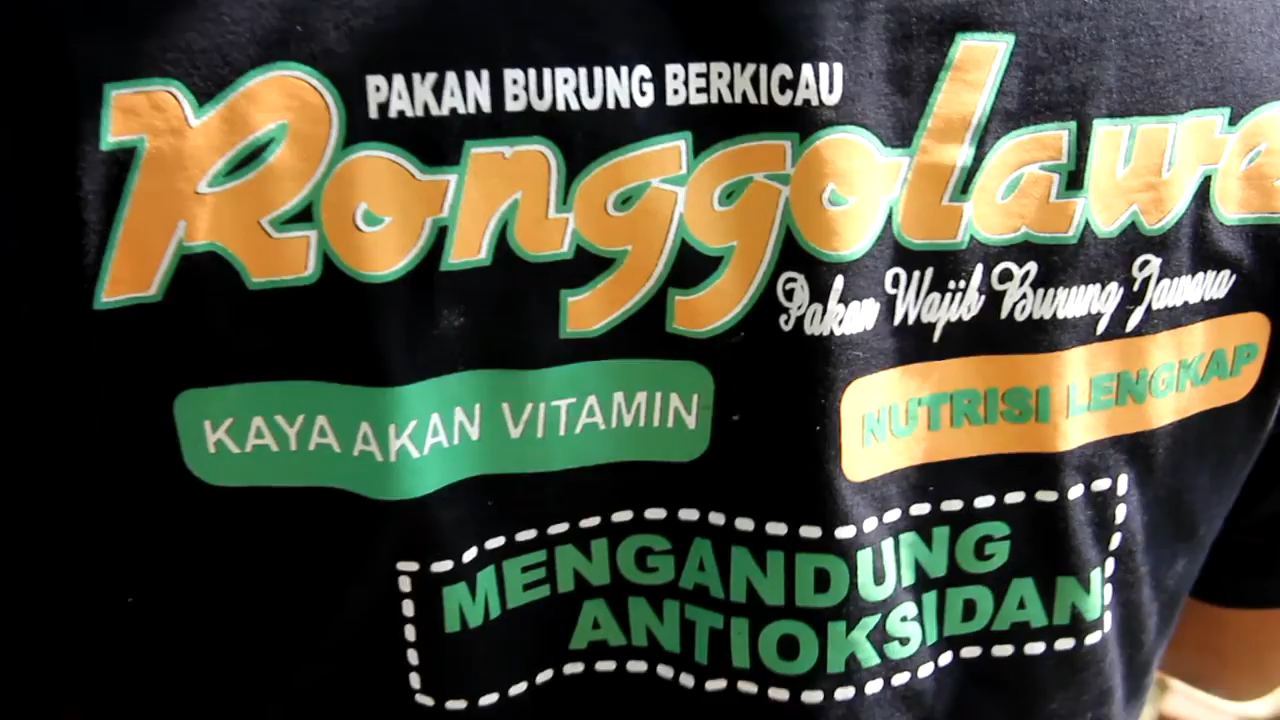 PAKAN BURUNG BERKICAU
Ronggolawe
Pakan Wajib Burung Jawara
KAYA AKAN VITAMIN
NUTRISI LENGKAP
MENGANDUNG
ANTIOKSIDAN